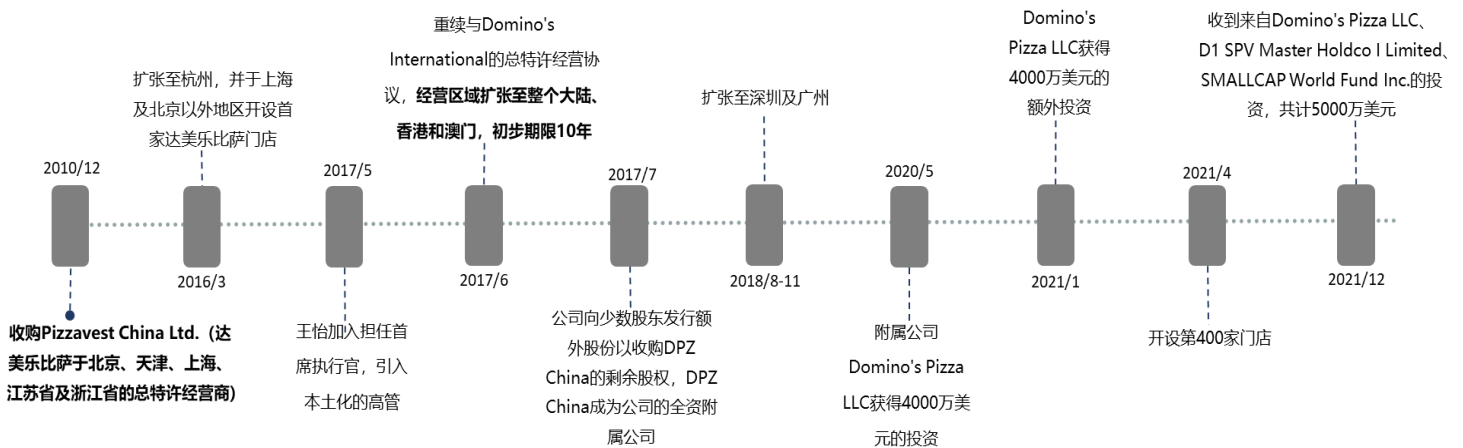 2010/12
收购Pizzavest China Ltd.（达
美乐比萨于北京、天津、上海、
江苏省及浙江省的总特许经营商）
扩张至杭州，并于上海
及北京以外地区开设首
家达美乐比萨门店
2016/3
2017/5
王怡加入担任首
席执行官，引入
本土化的高管
重续与Domino's
International的总特许经营协
议，经营区域扩张至整个大陆、
香港和澳门，初步期限10年
2017/6
2017/7
公司向少数股东发行额
外股份以收购DPZ
China的剩余股权，DPZ
China成为公司的全资附
属公司
扩张至深圳及广州
2018/8-11
2020/5
附属公司
Domino's Pizza
LLC获得4000万美
元的投资
Domino's
Pizza LLC获得
4000万美元的
额外投资
2021/1
2021/4
开设第400家门店
收到来自Domino's Pizza LLC、
D1 SPV Master Holdco I Limited、
SMALLCAP World Fund Inc.的投
资，共计5000万美元
2021/12